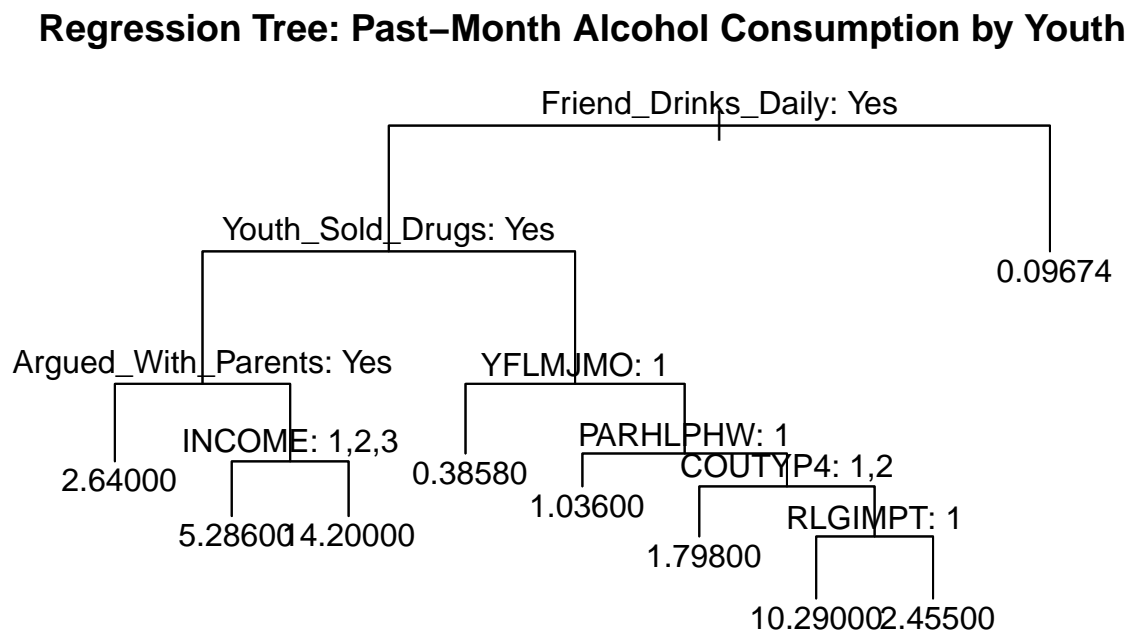 Regression Tree: Past−Month Alcohol Consumption by Youth
Friend_Drinks_Daily: Yes
Youth_Sold_Drugs: Yes
0.09674
Argued_With_Parents: Yes
YFLMJMO: 1
INCOME: 1,2,3
PARHLPHW: 1
COUTYP4: 1,2
2.64000
0.38580
1.03600
RLGIMPT: 1
5.28600
14.20000
1.79800
10.29000
2.45500